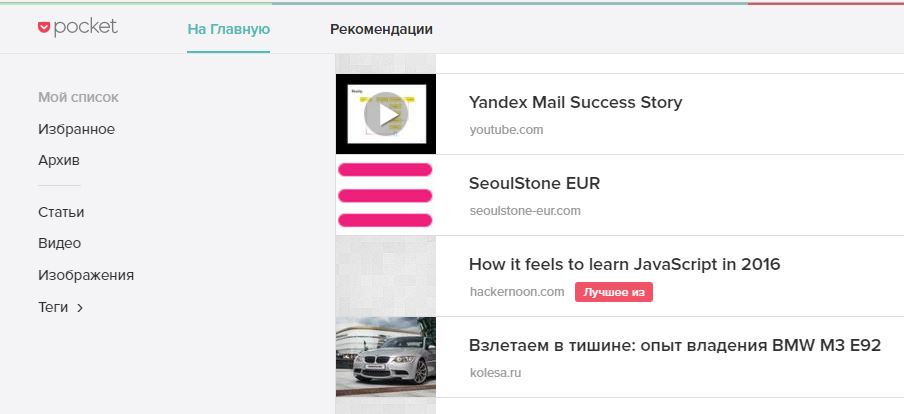 pocket
На Главную
Рекомендации
Мой список
Избранное
Архив
Статьи
Видео
Изображения
Теги
Yandex Mail Success Story
youtube.com
SeoulStone EUR
seoulstone-eur.com
How it feels to learn JavaScript in 2016
hackernoon.com Лучшее из
Взлетаем в тишине: опыт владения BMW M3 E92
kolesa.ru